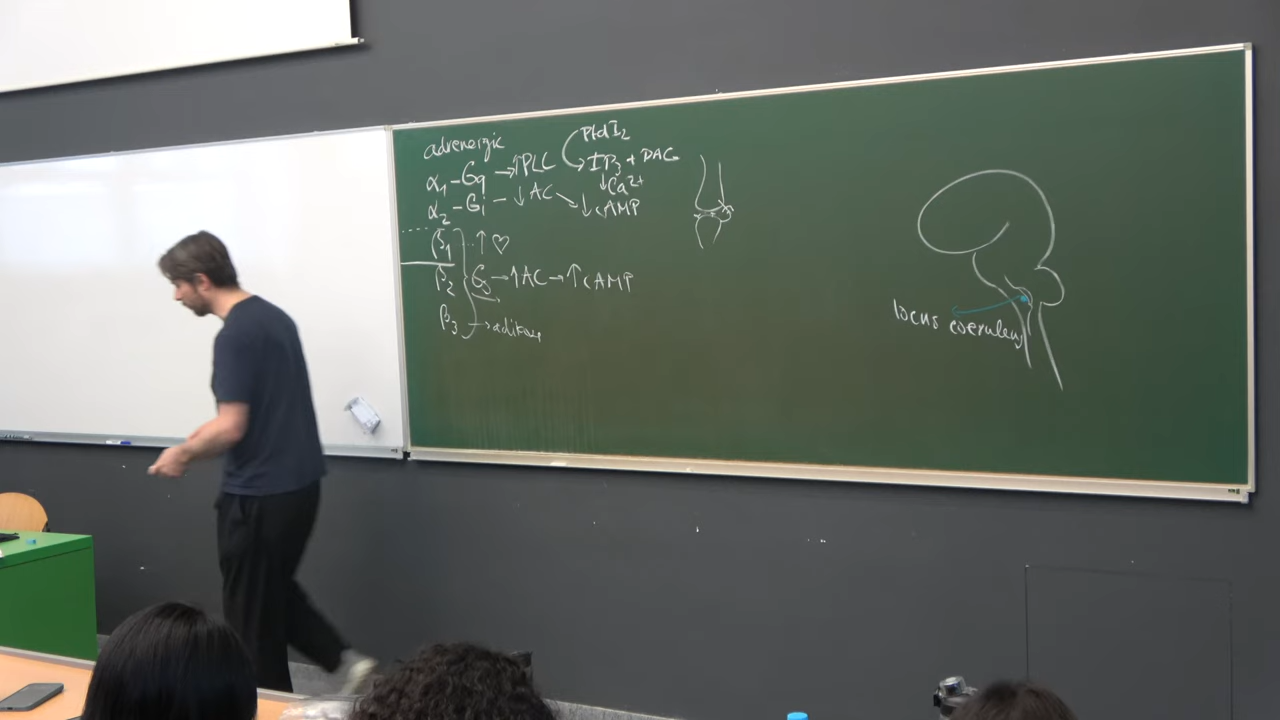 adrenergic
PtdI₂
α₁-Gq → ↑PLC → IP₃ + DAG
↓Ca²⁺
α₂-Gi - ↓AC → ↓cAMP
β₁ ↑♡
β₂ Gs → ↑AC → ↑cAMP
β₃ →
locus coeruleus